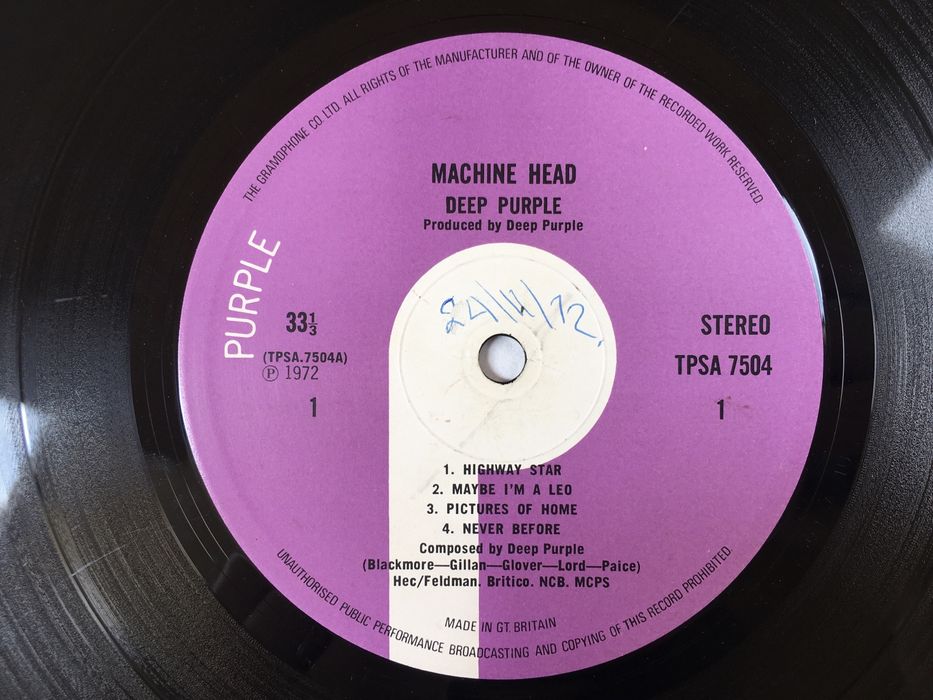 THE GRAMOPHONE CO. LTD. ALL RIGHTS OF THE MANUFACTURER AND OF THE OWNER OF THE RECORDED WORK RESERVED.
MACHINE HEAD
DEEP PURPLE
Produced by Deep Purple
PURPLE
33⅓
(TPSA.7504A)
Ⓟ 1972
1
STEREO
TPSA 7504
1
1. HIGHWAY STAR
2. MAYBE I'M A LEO
3. PICTURES OF HOME
4. NEVER BEFORE
Composed by Deep Purple
(Blackmore—Gillan—Glover—Lord—Paice)
Hec/Feldman. Britico. NCB. MCPS
MADE IN GT. BRITAIN
UNAUTHORISED PUBLIC PERFORMANCE BROADCASTING AND COPYING OF THIS RECORD PROHIBITED.